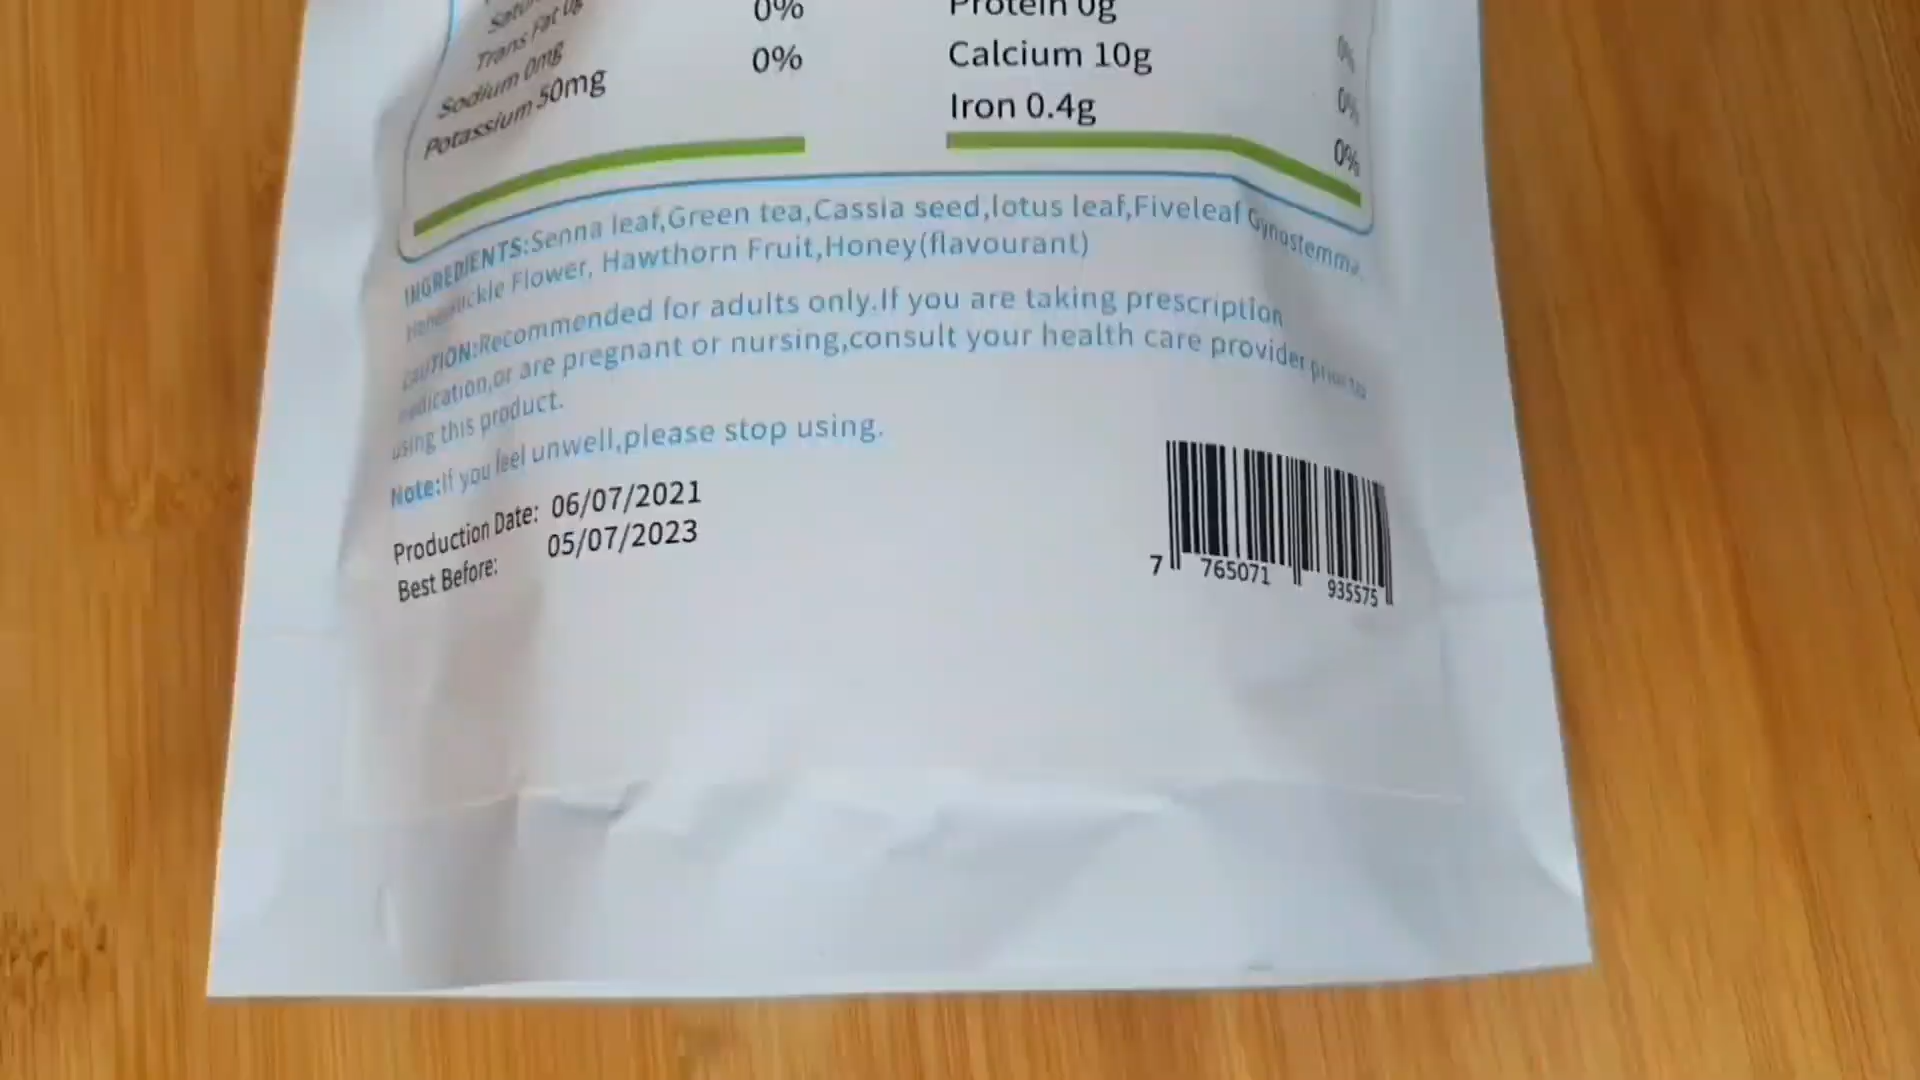 Trans Fat 0g 0% Protein 0g 0%
Sodium 0mg 0% Calcium 10g 0%
Potassium 50mg Iron 0.4g 0%
INGREDIENTS:Senna leaf,Green tea,Cassia seed,lotus leaf,Fiveleaf Gynostemma,
Flower, Hawthorn Fruit,Honey(flavourant)
CAUTION:Recommended for adults only.If you are taking prescription
medication,or are pregnant or nursing,consult your health care provider prior to
using this product.
Note:If you feel unwell,please stop using.
Production Date: 06/07/2021
Best Before: 05/07/2023
7 765071 935575